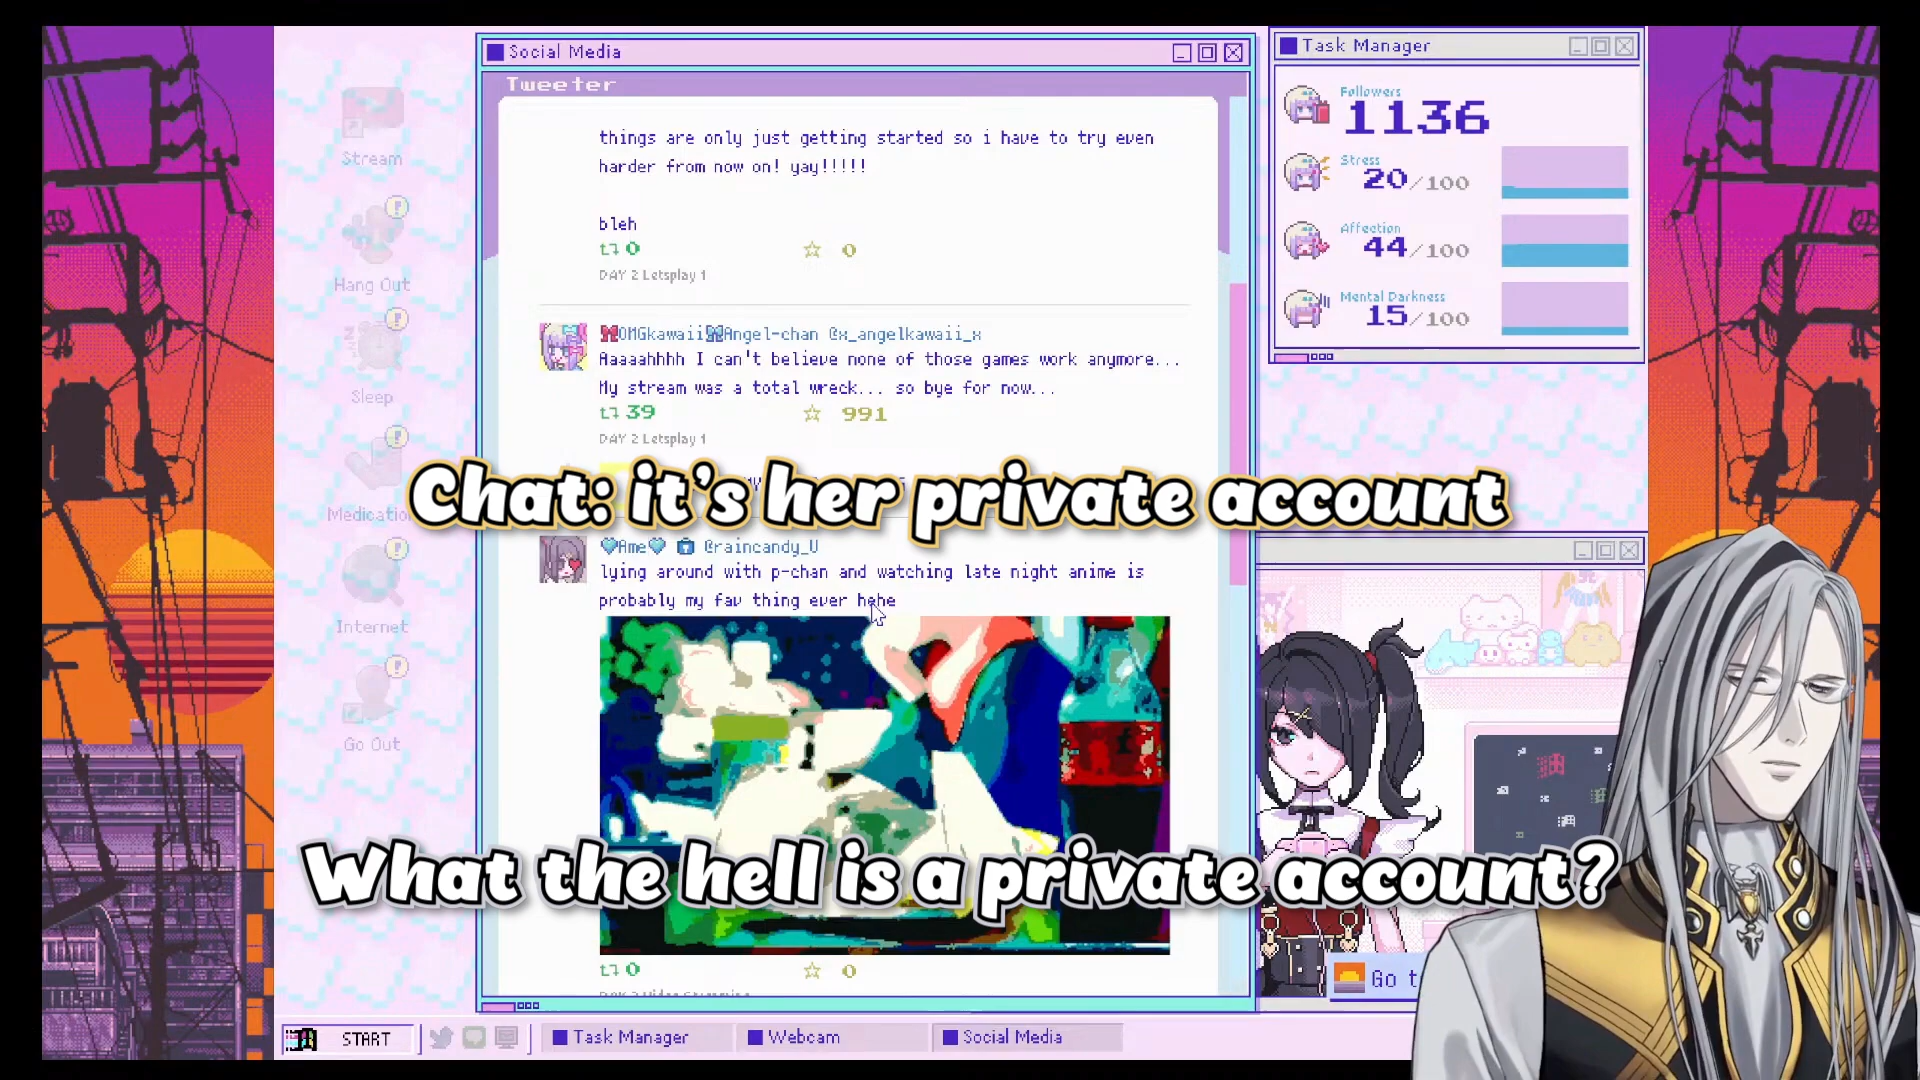 Social Media
Tweeter
things are only just getting started so i have to try even
harder from now on! yay!!!!!
bleh
0 0
DAY 2 Letsplay 1
OMGkawaii Angel-chan @x_angelkawaii_x
Aaaaahhhh I can't believe none of those games work anymore...
My stream was a total wreck... so bye for now...
39 991
DAY 2 Letsplay 1
Chat: it's her private account
Ame @raincandy_U
lying around with p-chan and watching late night anime is
probably my fav thing ever hehe
What the hell is a private account?
0 0
Stream
Hang Out
Sleep
Medication
Internet
Go Out
Task Manager
Followers
1136
Stress
20/100
Affection
44/100
Mental Darkness
15/100
Go t
START
Task Manager
Webcam
Social Media